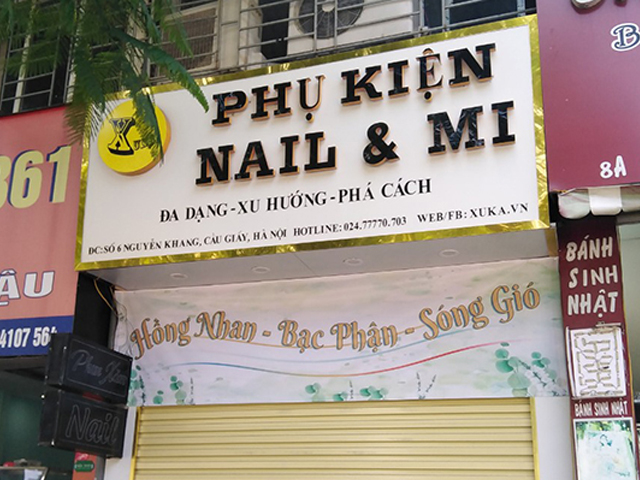 PHỤ KIỆN
NAIL & MI
ĐA DẠNG - XU HƯỚNG - PHÁ CÁCH
ĐC: SỐ 6 NGUYỄN KHANG, CẦU GIẤY, HÀ NỘI HOTLINE: 024.77770.703 WEB/FB: XUKA.VN
Hồng Nhan - Bạc Phận - Sóng Gió
361
ẬU
4107 564
Nail
8A
BÁNH
SINH
NHẬT
BÁNH SINH NHẬT